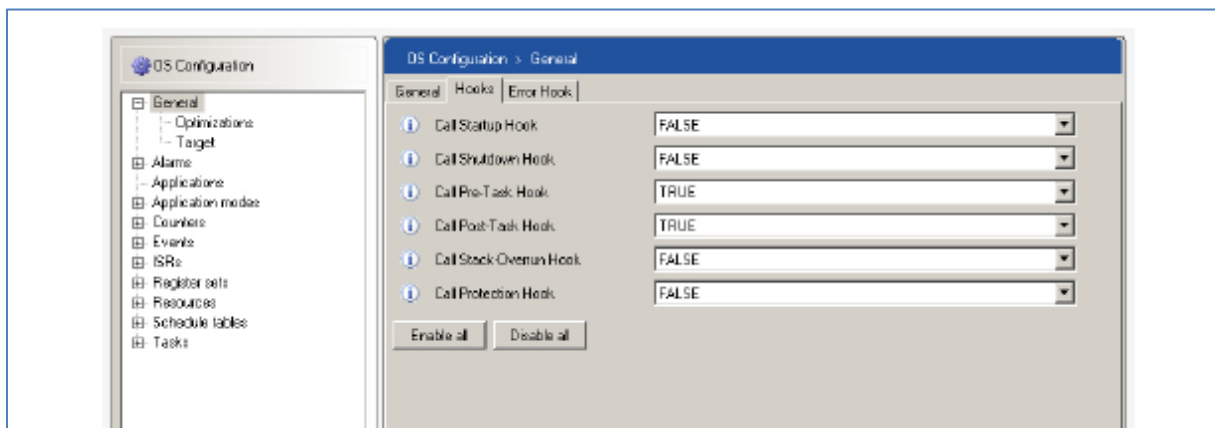 OS Configuration
General
Optimizations
Target
Alarms
Applications
Application modes
Counters
Events
ISRs
Register sets
Resources
Schedule tables
Tasks
OS Configuration > General
General Hooks Error Hook
Call Startup Hook FALSE
Call Shutdown Hook FALSE
Call Pre-Task Hook TRUE
Call Post-Task Hook TRUE
Call Stack Overrun Hook FALSE
Call Protection Hook FALSE
Enable all Disable all